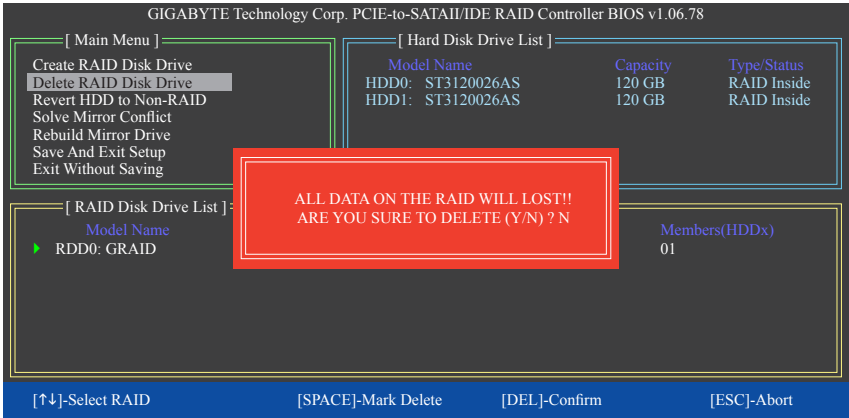 GIGABYTE Technology Corp. PCIE-to-SATAII/IDE RAID Controller BIOS v1.06.78
[ Main Menu ]
Create RAID Disk Drive
Delete RAID Disk Drive
Revert HDD to Non-RAID
Solve Mirror Conflict
Rebuild Mirror Drive
Save And Exit Setup
Exit Without Saving
[ Hard Disk Drive List ]
Model Name Capacity Type/Status
HDD0: ST3120026AS 120 GB RAID Inside
HDD1: ST3120026AS 120 GB RAID Inside
ALL DATA ON THE RAID WILL LOST!!
ARE YOU SURE TO DELETE (Y/N) ? N
[ RAID Disk Drive List ]
Model Name Members(HDDx)
RDD0: GRAID 01
[↑↓]-Select RAID [SPACE]-Mark Delete [DEL]-Confirm [ESC]-Abort